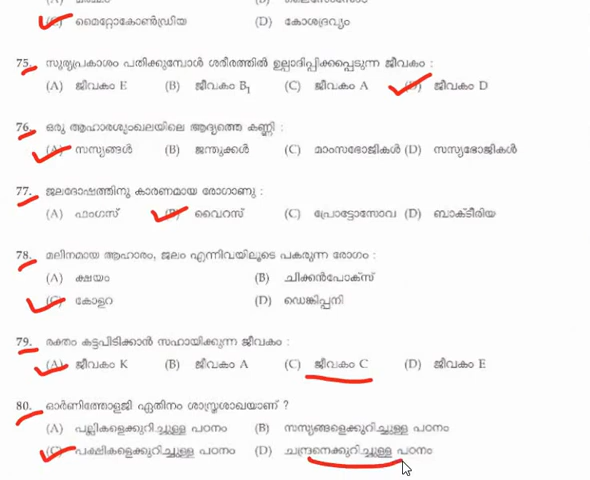 (C) മൈറ്റോകോൺഡ്രിയ (D) കോശദ്രവ്യം
75. സൂര്യപ്രകാശം പതിക്കുമ്പോൾ ശരീരത്തിൽ ഉല്പാദിപ്പിക്കപ്പെടുന്ന ജീവകം :
(A) ജീവകം E (B) ജീവകം B₁ (C) ജീവകം A (D) ജീവകം D
76. ഒരു ആഹാരശൃംഖലയിലെ ആദ്യത്തെ കണ്ണി :
(A) സസ്യങ്ങൾ (B) ജന്തുക്കൾ (C) മാംസഭോജികൾ (D) സസ്യഭോജികൾ
77. ജലദോഷത്തിനു കാരണമായ രോഗാണു :
(A) ഫംഗസ് (B) വൈറസ് (C) പ്രോട്ടോസോവ (D) ബാക്ടീരിയ
78. മലിനമായ ആഹാരം, ജലം എന്നിവയിലൂടെ പകരുന്ന രോഗം :
(A) ക്ഷയം (B) ചിക്കൻപോക്സ്
(C) കോളറ (D) ഡെങ്കിപ്പനി
79. രക്തം കട്ടപിടിക്കാൻ സഹായിക്കുന്ന ജീവകം :
(A) ജീവകം K (B) ജീവകം A (C) ജീവകം C (D) ജീവകം E
80. ഓർണിത്തോളജി ഏതിനം ശാസ്ത്രശാഖയാണ് ?
(A) പല്ലികളെക്കുറിച്ചുള്ള പഠനം (B) സസ്യങ്ങളെക്കുറിച്ചുള്ള പഠനം
(C) പക്ഷികളെക്കുറിച്ചുള്ള പഠനം (D) ചന്ദ്രനെക്കുറിച്ചുള്ള പഠനം